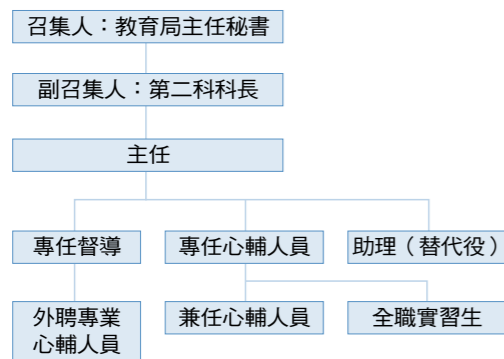 召集人：教育局主任秘書
副召集人：第二科科長
主任
專任督導
專任心輔人員
助理（替代役）
外聘專業
心輔人員
兼任心輔人員
全職實習生